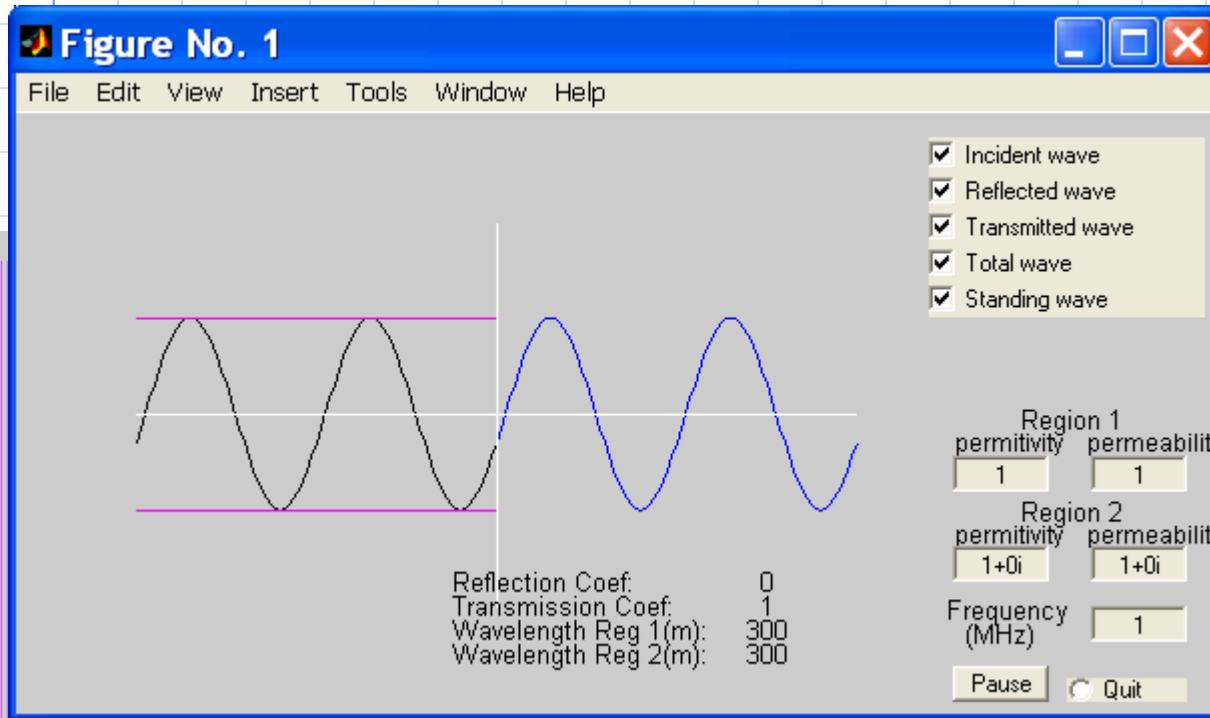 Figure No. 1
File Edit View Insert Tools Window Help
Incident wave
Reflected wave
Transmitted wave
Total wave
Standing wave
Region 1
permitivity permeabilit
1 1
Region 2
permitivity permeabilit
1+0i 1+0i
Frequency
(MHz)
1
Pause Quit
Reflection Coef: 0
Transmission Coef: 1
Wavelength Reg 1(m): 300
Wavelength Reg 2(m): 300